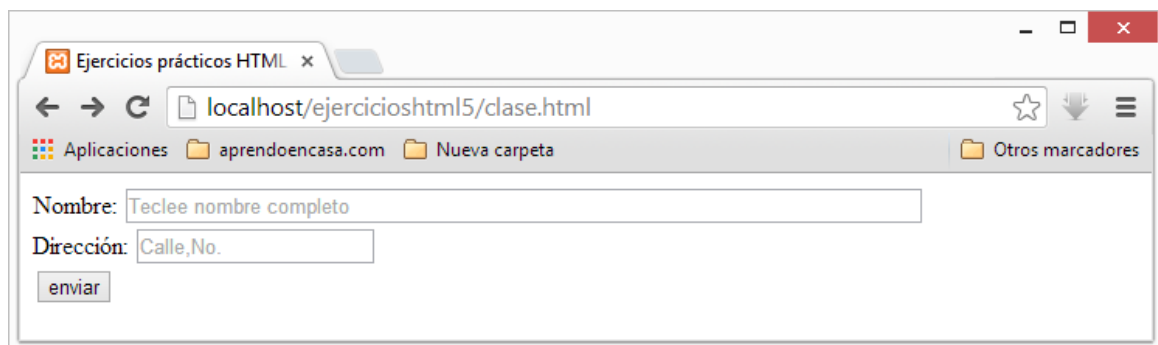 Ejercicios prácticos HTML
localhost/ejercicioshtml5/clase.html
Aplicaciones aprendoencasa.com Nueva carpeta Otros marcadores
Nombre: Teclee nombre completo
Dirección: Calle,No.
enviar